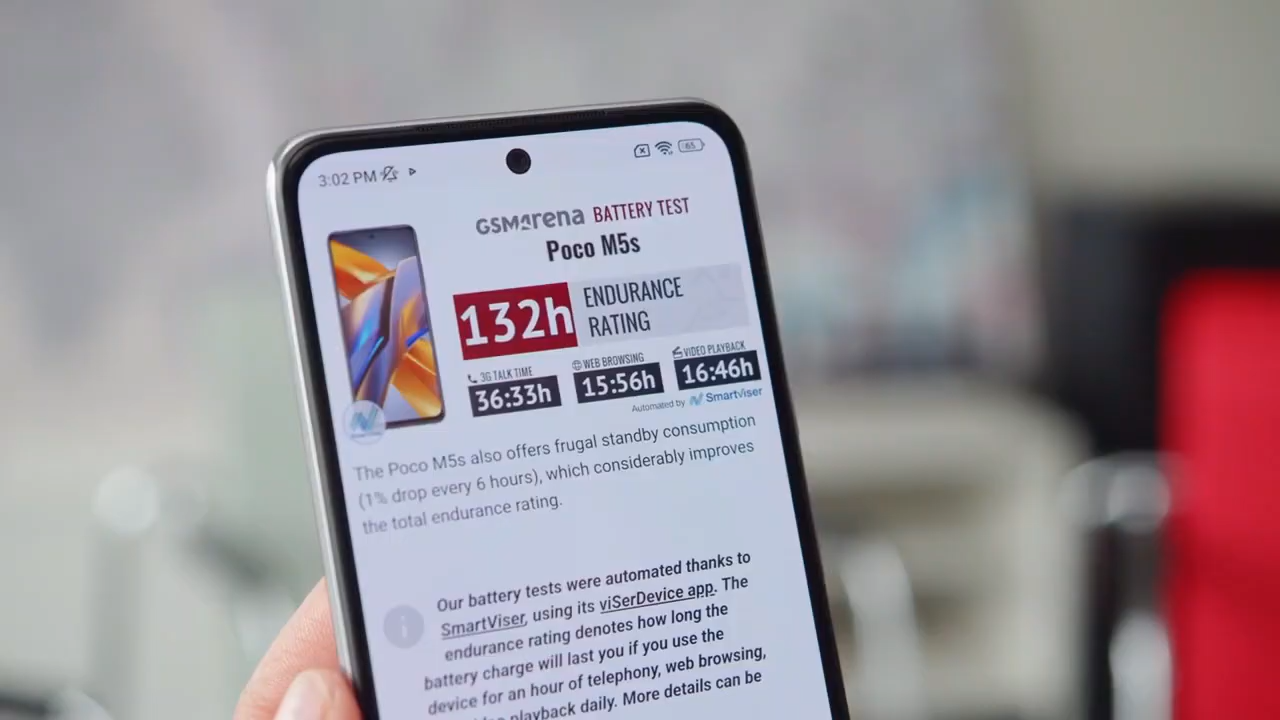 3:02 PM
65
GSMArena BATTERY TEST
Poco M5s
132h ENDURANCE RATING
3G TALK TIME
36:33h
WEB BROWSING
15:56h
VIDEO PLAYBACK
16:46h
Automated by SmartViser
The Poco M5s also offers frugal standby consumption
(1% drop every 6 hours), which considerably improves
the total endurance rating.
Our battery tests were automated thanks to
SmartViser, using its viSerDevice app. The
endurance rating denotes how long the
battery charge will last you if you use the
device for an hour of telephony, web browsing,
playback daily. More details can be